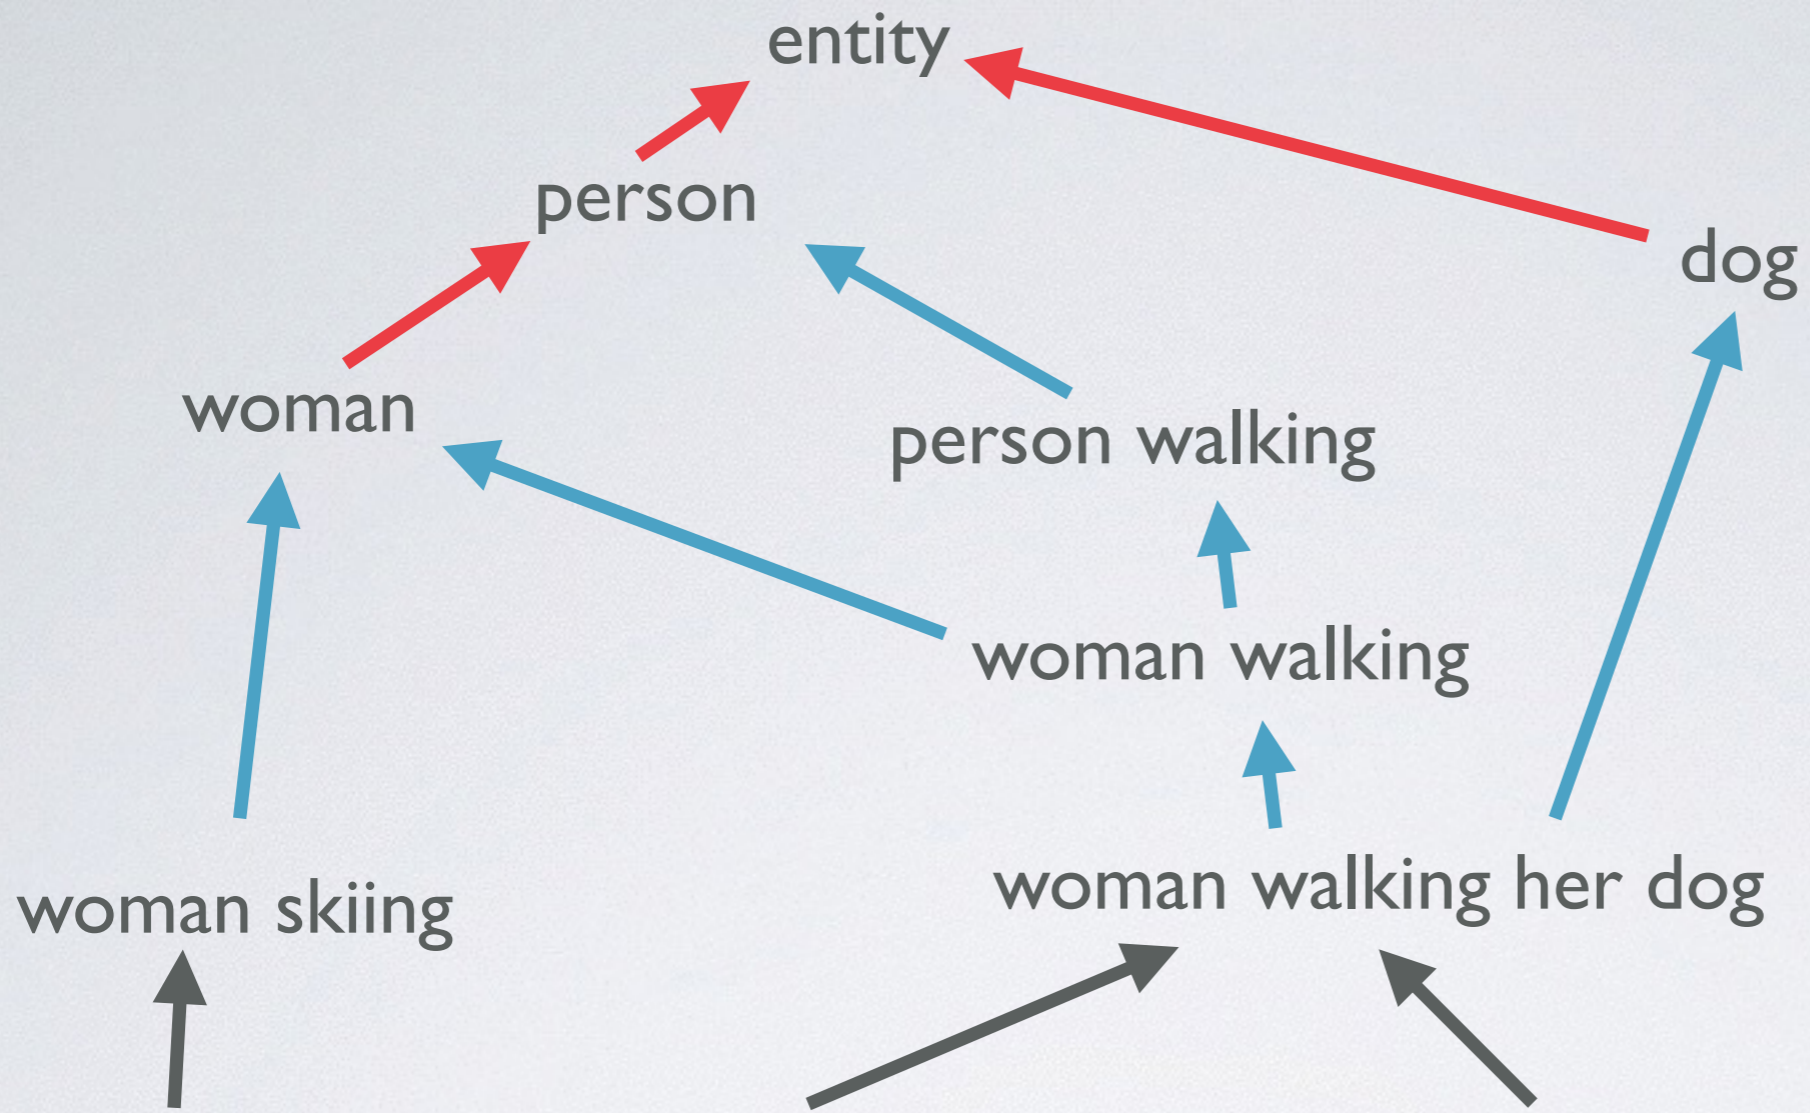 entity
person
dog
woman
person walking
woman walking
woman skiing
woman walking her dog